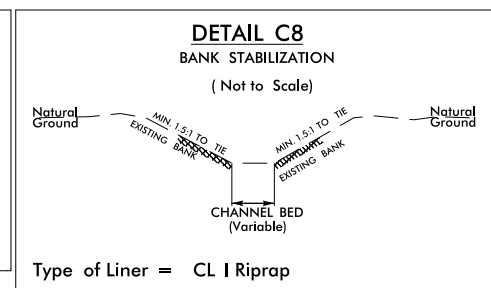 DETAIL C8
BANK STABILIZATION
( Not to Scale)
Natural
Ground
MIN. 1.5:1 TO TIE
EXISTING BANK
MIN. 1.5:1 TO TIE
EXISTING BANK
Natural
Ground
CHANNEL BED
(Variable)
Type of Liner = CL I Riprap